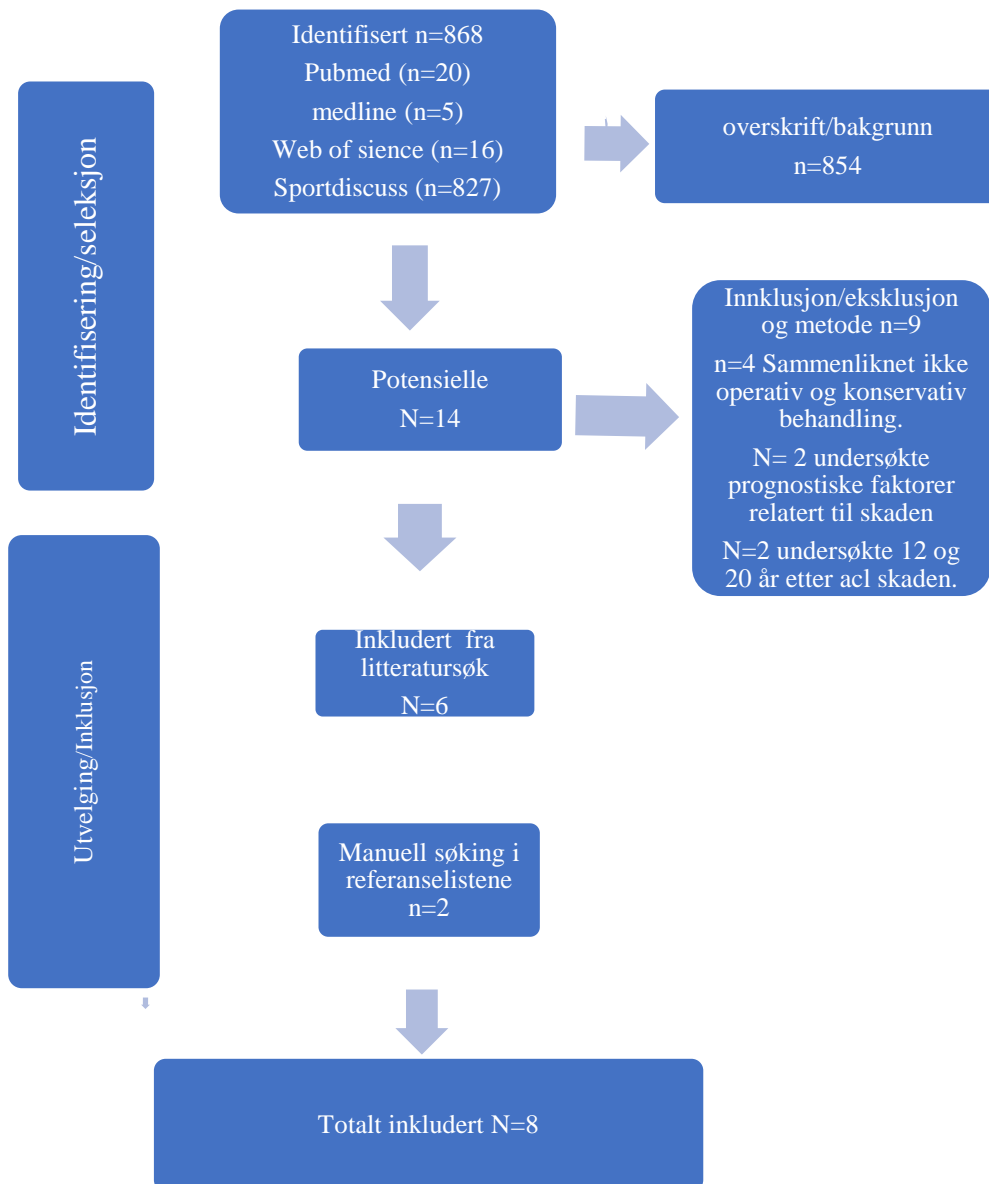 Identifisering/seleksjon
Identifisert n=868
Pubmed (n=20)
medline (n=5)
Web of sience (n=16)
Sportdiscuss (n=827)
overskrift/bakgrunn
n=854
Potensielle
N=14
Innklusjon/eksklusjon
og metode n=9
n=4 Sammenliknet ikke
operativ og konservativ
behandling.
N= 2 undersøkte
prognostiske faktorer
relatert til skaden
N=2 undersøkte 12 og
20 år etter acl skaden.
Utvelging/Inklusjon
Inkludert fra
litteratursøk
N=6
Manuell søking i
referanselistene
n=2
Totalt inkludert N=8